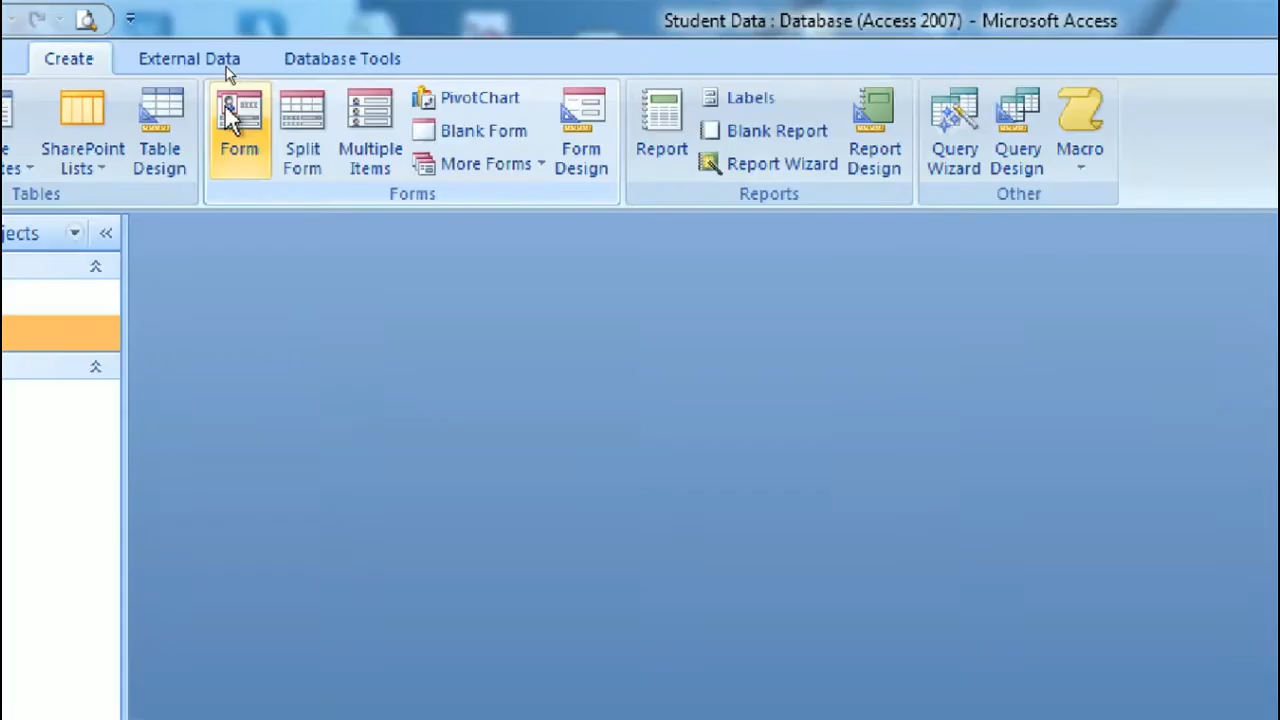 Student Data : Database (Access 2007) - Microsoft Access
Create External Data Database Tools
SharePoint Lists
Table Design
Tables
Form
Split Form
Multiple Items
PivotChart
Blank Form
More Forms
Form Design
Forms
Report
Labels
Blank Report
Report Wizard
Report Design
Reports
Query Wizard
Query Design
Macro
Other